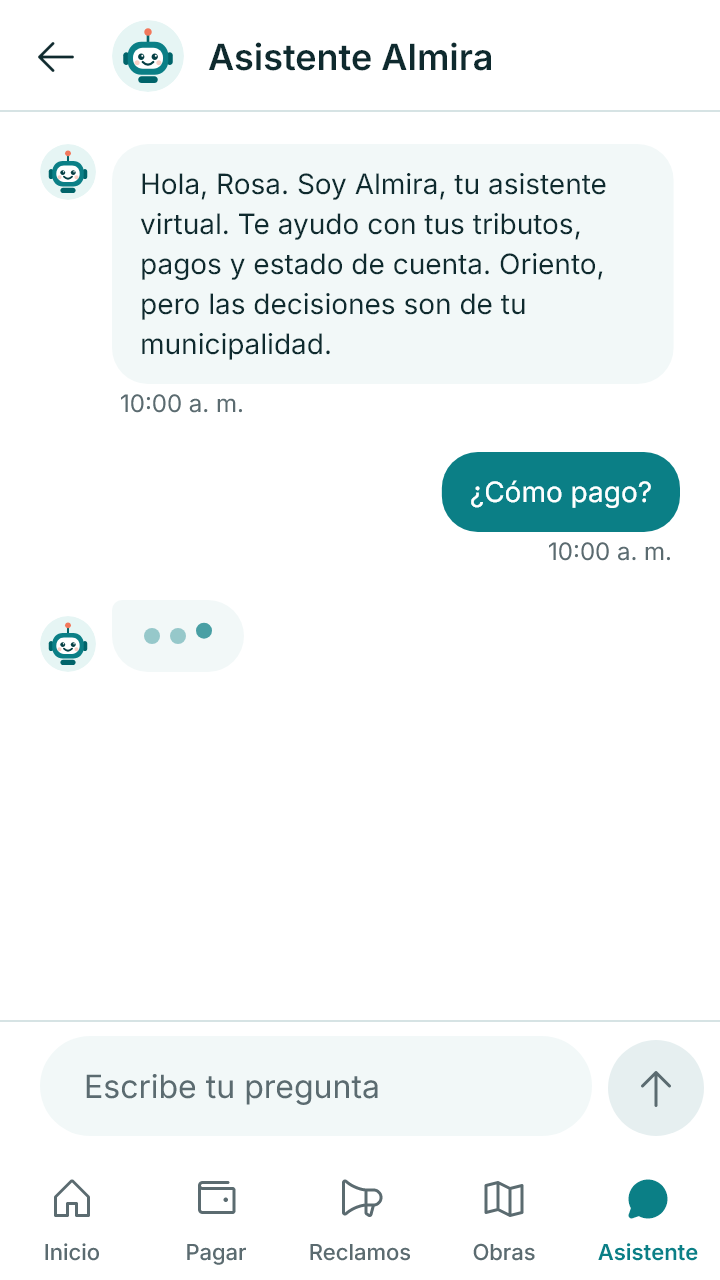 Asistente Almira
Hola, Rosa. Soy Almira, tu asistente
virtual. Te ayudo con tus tributos,
pagos y estado de cuenta. Oriento,
pero las decisiones son de tu
municipalidad.
10:00 a. m.
¿Cómo pago?
10:00 a. m.
Escribe tu pregunta
Inicio
Pagar
Reclamos
Obras
Asistente